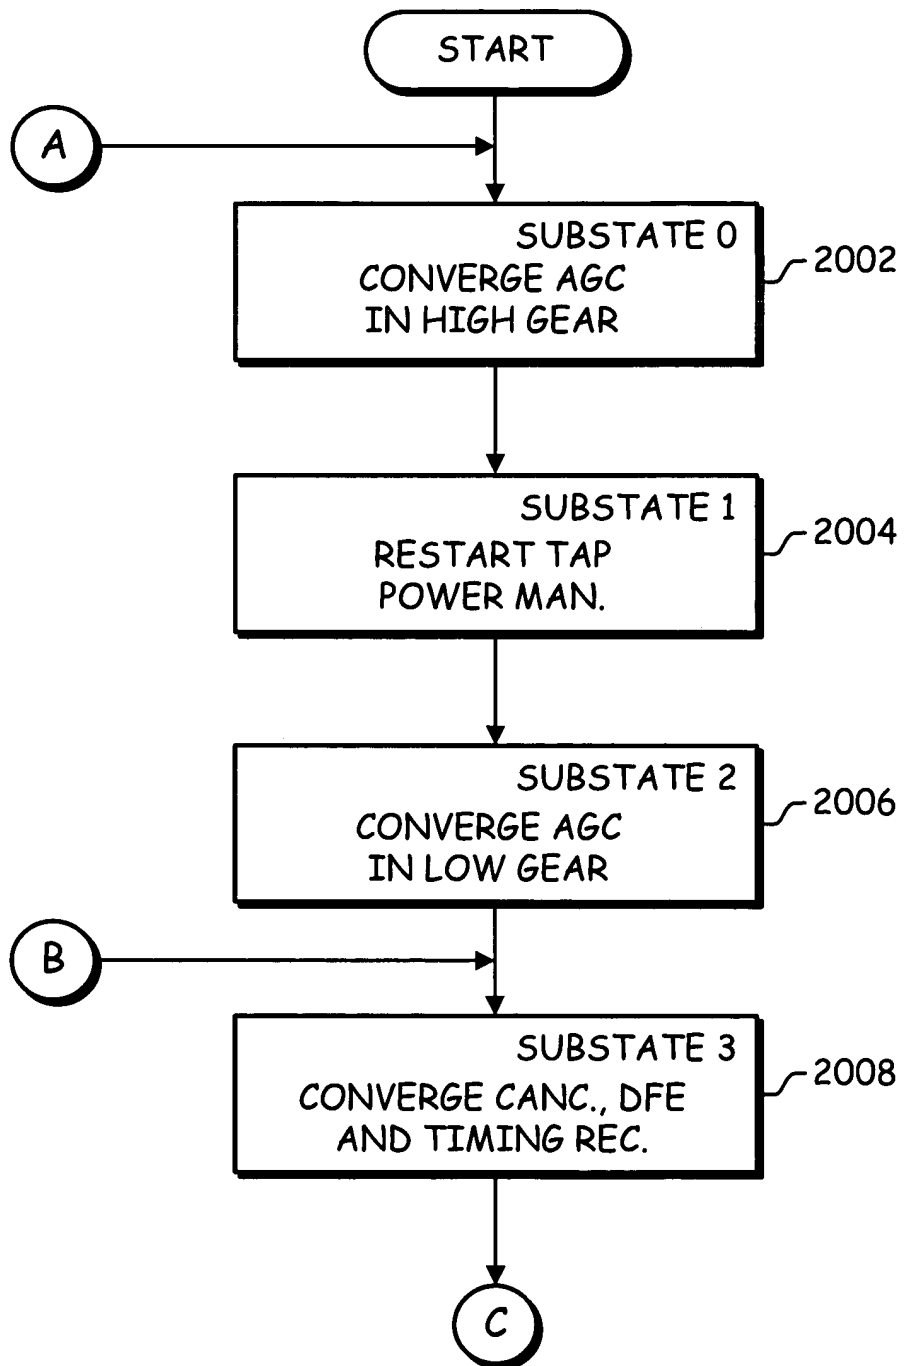 START
A
SUBSTATE 0
CONVERGE AGC
IN HIGH GEAR
2002
SUBSTATE 1
RESTART TAP
POWER MAN.
2004
SUBSTATE 2
CONVERGE AGC
IN LOW GEAR
2006
B
SUBSTATE 3
CONVERGE CANC., DFE
AND TIMING REC.
2008
C